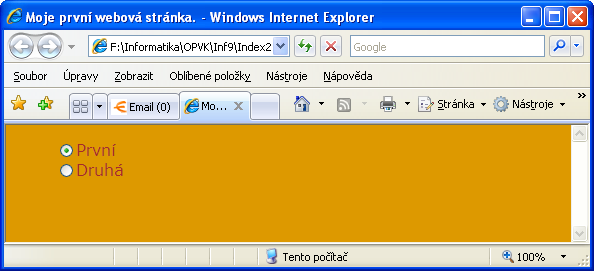 Moje první webová stránka. - Windows Internet Explorer
F:\Informatika\OPVK\Inf9\Index2 Google
Soubor Úpravy Zobrazit Oblíbené položky Nástroje Nápověda
Email (0) Mo... Stránka Nástroje »
První
Druhá
Tento počítač 100%